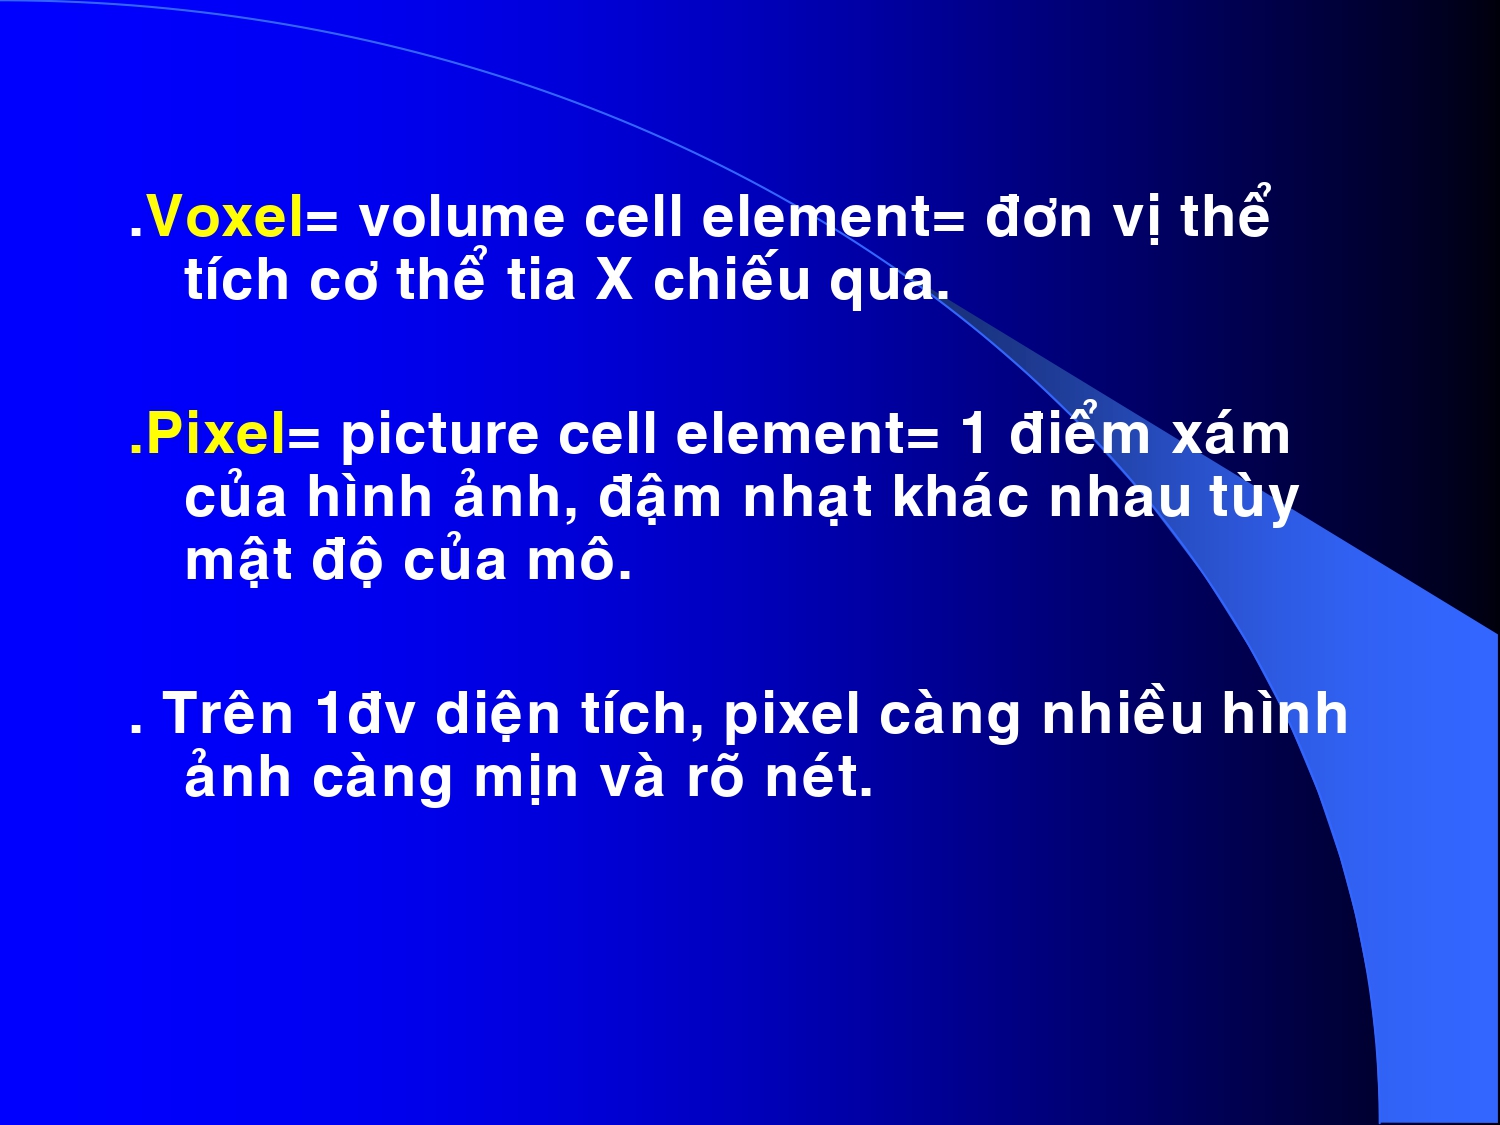 .Voxel= volume cell element= đơn vị thể
tích cơ thể tia X chiếu qua.
.Pixel= picture cell element= 1 điểm xám
của hình ảnh, đậm nhạt khác nhau tùy
mật độ của mô.
. Trên 1đv diện tích, pixel càng nhiều hình
ảnh càng mịn và rõ nét.